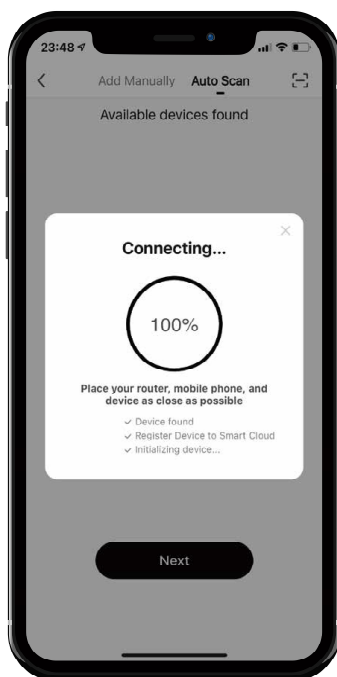 23:48
Add Manually Auto Scan
Available devices found
Connecting...
100%
Place your router, mobile phone, and
device as close as possible
✓ Device found
✓ Register Device to Smart Cloud
✓ Initializing device...
Next